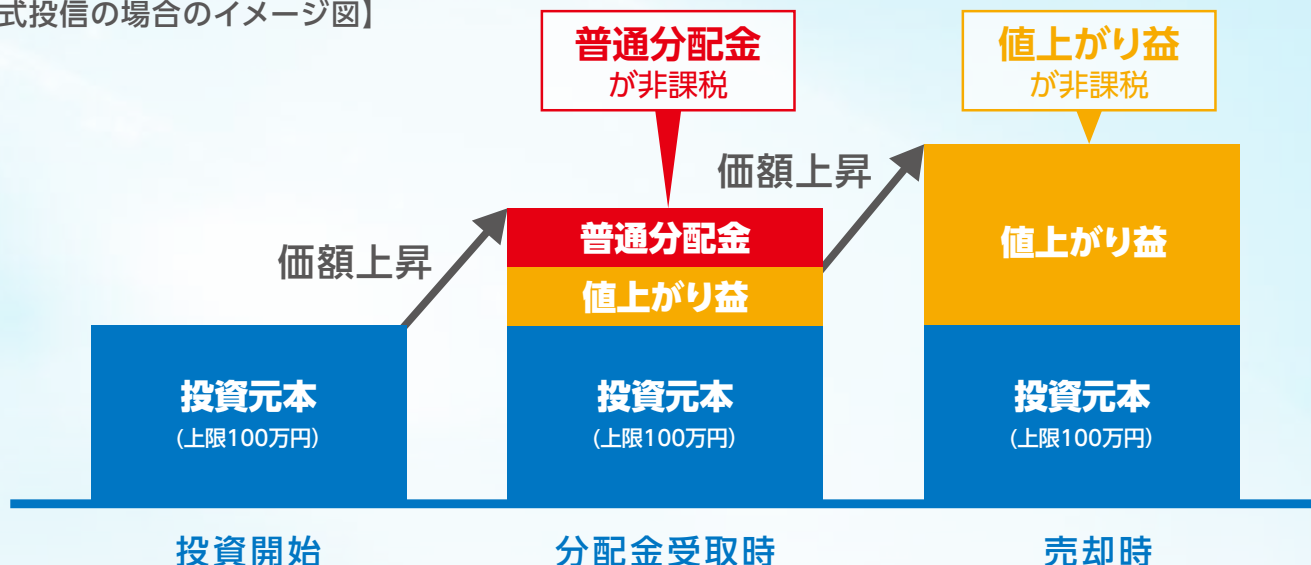 式投信の場合のイメージ図】
普通分配金
が非課税
値上がり益
が非課税
価額上昇
価額上昇
普通分配金
値上がり益
値上がり益
投資元本
(上限100万円)
投資元本
(上限100万円)
投資元本
(上限100万円)
投資開始
分配金受取時
売却時